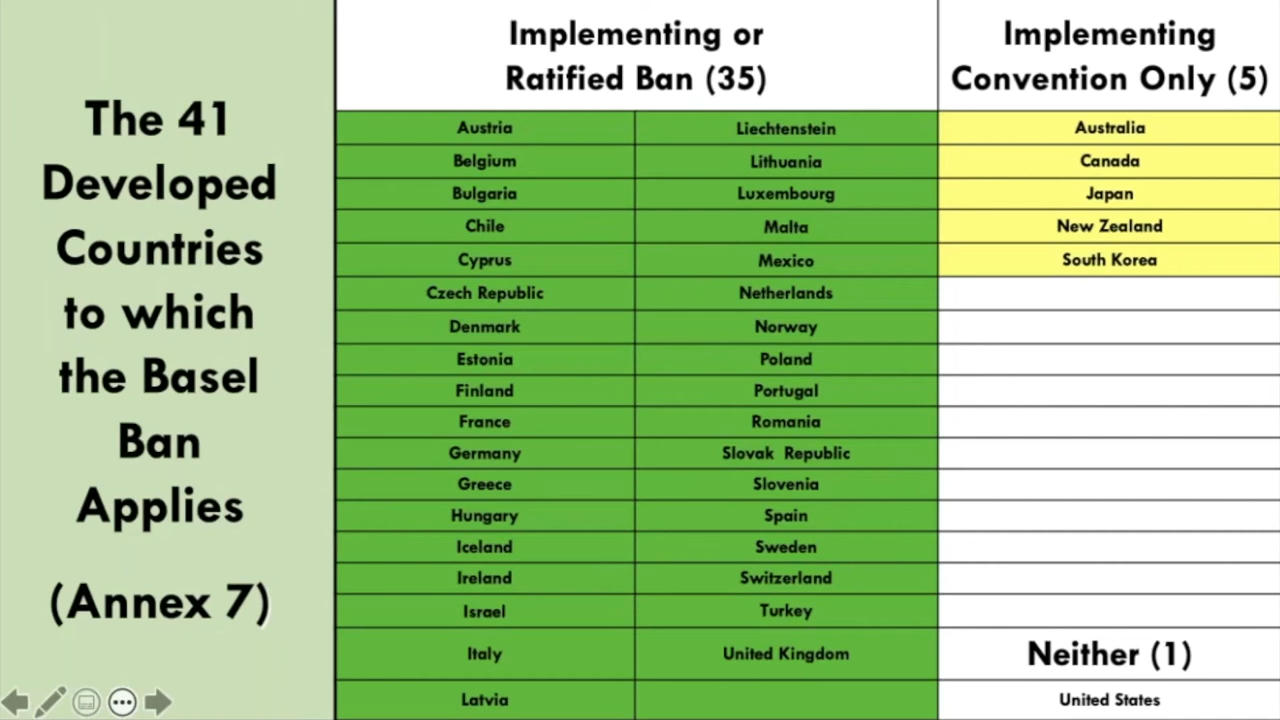 The 41
Developed
Countries
to which
the Basel
Ban
Applies
(Annex 7)
Implementing or
Ratified Ban (35)
Implementing
Convention Only (5)
Austria
Liechtenstein
Australia
Belgium
Lithuania
Canada
Bulgaria
Luxembourg
Japan
Chile
Malta
New Zealand
Cyprus
Mexico
South Korea
Czech Republic
Netherlands
Denmark
Norway
Estonia
Poland
Finland
Portugal
France
Romania
Germany
Slovak Republic
Greece
Slovenia
Hungary
Spain
Iceland
Sweden
Ireland
Switzerland
Israel
Turkey
Italy
United Kingdom
Neither (1)
Latvia
United States